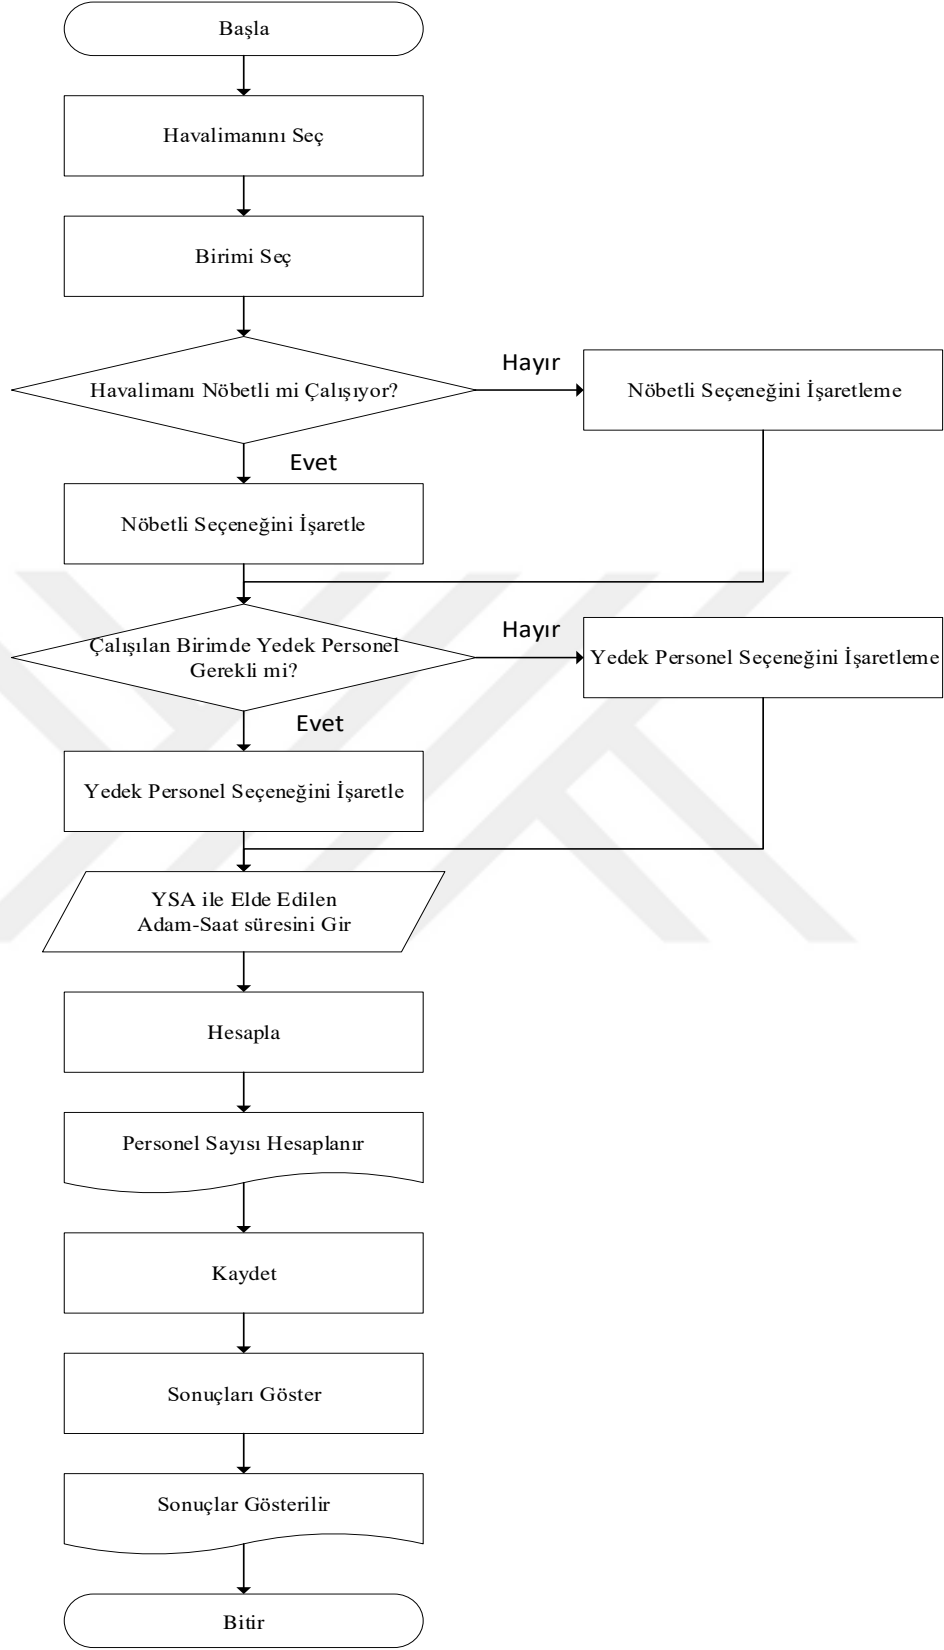 Başla
Havalimanını Seç
Birimi Seç
Havalimanı Nöbetli mi Çalışıyor?
Hayır
Nöbetli Seçeneğini İşaretleme
Evet
Nöbetli Seçeneğini İşaretle
Çalışılan Birimde Yedek Personel
Gerekli mi?
Hayır
Yedek Personel Seçeneğini İşaretleme
Evet
Yedek Personel Seçeneğini İşaretle
YSA ile Elde Edilen
Adam-Saat süresini Gir
Hesapla
Personel Sayısı Hesaplanır
Kaydet
Sonuçları Göster
Sonuçlar Gösterilir
Bitir